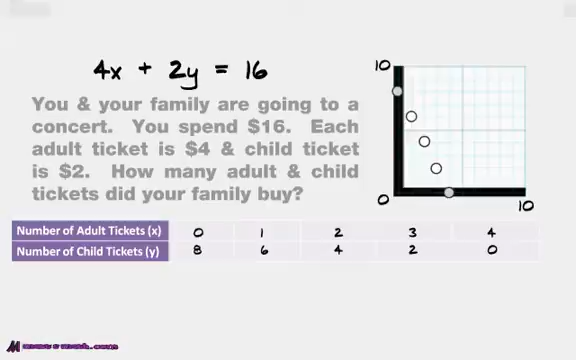 4x + 2y = 16
You & your family are going to a
concert. You spend $16. Each
adult ticket is $4 & child ticket
is $2. How many adult & child
tickets did your family buy?
10
0
10
Number of Adult Tickets (x) 0 1 2 3 4
Number of Child Tickets (y) 8 6 4 2 0